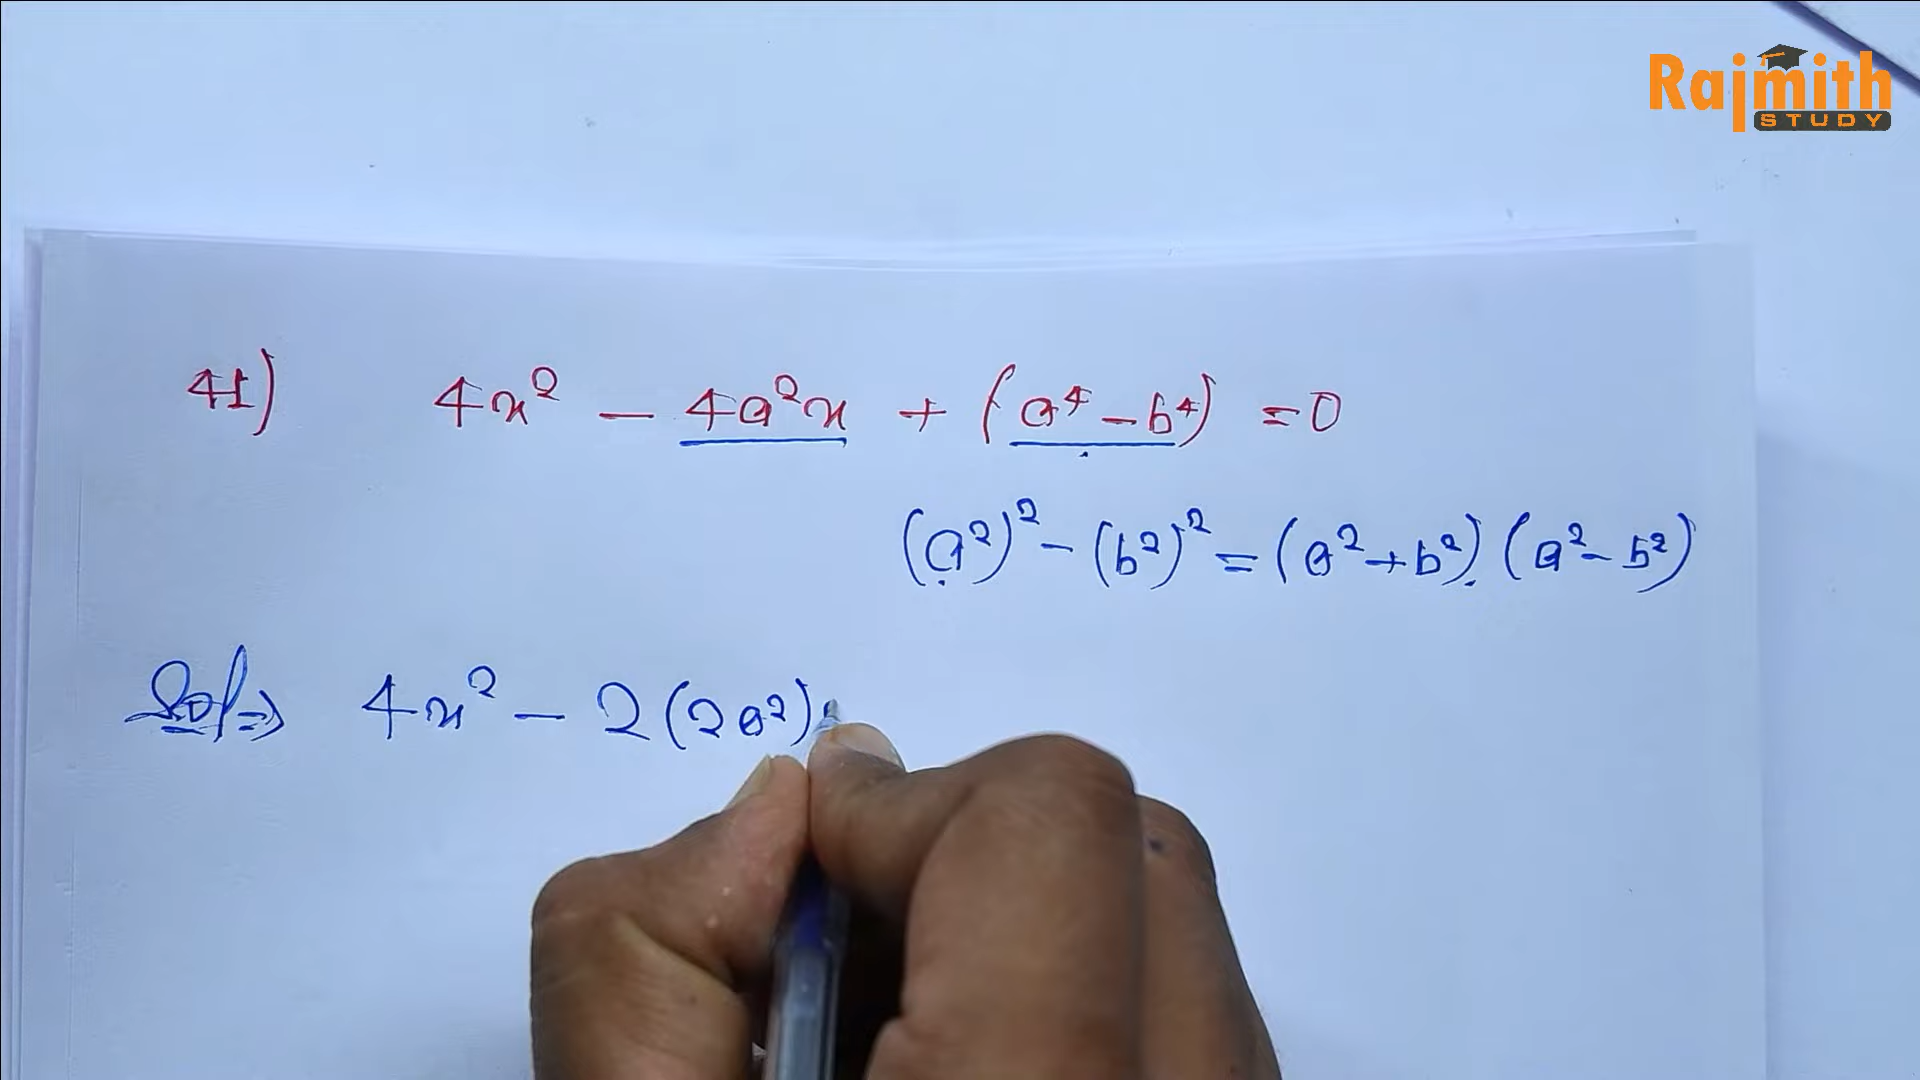 Rajmith
STUDY
41) 4x² - 4a²x + (a⁴ - b⁴) = 0
(a²)² - (b²)² = (a² + b²) (a² - b²)
Sol⇒ 4x² - 2(2a²)